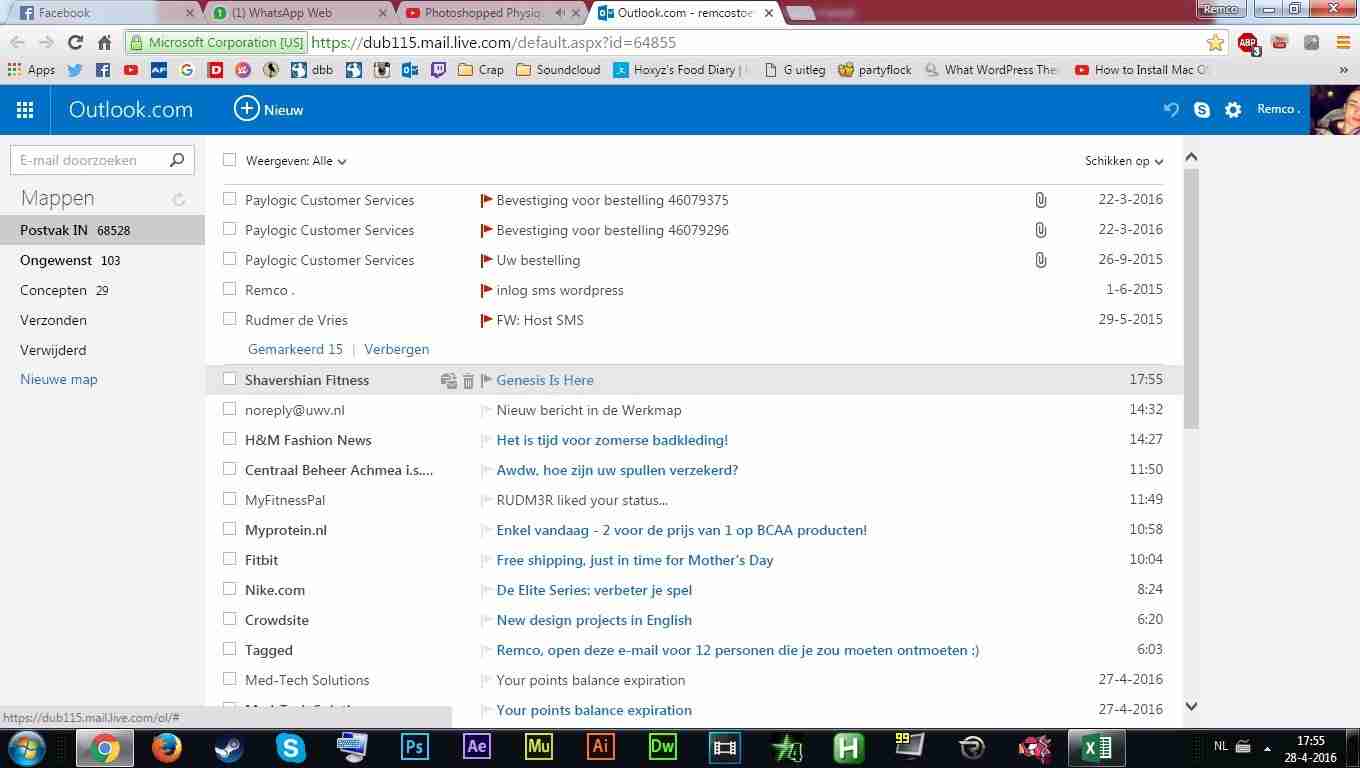 Facebook
(1) WhatsApp Web
Photoshopped Physiq
Outlook.com - remcostoe
Remco
Microsoft Corporation [US] https://dub115.mail.live.com/default.aspx?id=64855
ABP 3
Apps
dbb
Crap
Soundcloud
Hoxyz's Food Diary
G uitleg
partyflock
What WordPress The
How to Install Mac O
»
Outlook.com
Nieuw
Remco .
E-mail doorzoeken
Weergeven: Alle
Schikken op
Mappen
Postvak IN 68528
Ongewenst 103
Concepten 29
Verzonden
Verwijderd
Nieuwe map
Paylogic Customer Services Bevestiging voor bestelling 46079375 22-3-2016
Paylogic Customer Services Bevestiging voor bestelling 46079296 22-3-2016
Paylogic Customer Services Uw bestelling 26-9-2015
Remco . inlog sms wordpress 1-6-2015
Rudmer de Vries FW: Host SMS 29-5-2015
Gemarkeerd 15 | Verbergen
Shavershian Fitness Genesis Is Here 17:55
noreply@uwv.nl Nieuw bericht in de Werkmap 14:32
H&M Fashion News Het is tijd voor zomerse badkleding! 14:27
Centraal Beheer Achmea i.s.... Awdw, hoe zijn uw spullen verzekerd? 11:50
MyFitnessPal RUDM3R liked your status... 11:49
Myprotein.nl Enkel vandaag - 2 voor de prijs van 1 op BCAA producten! 10:58
Fitbit Free shipping, just in time for Mother's Day 10:04
Nike.com De Elite Series: verbeter je spel 8:24
Crowdsite New design projects in English 6:20
Tagged Remco, open deze e-mail voor 12 personen die je zou moeten ontmoeten :) 6:03
Med-Tech Solutions Your points balance expiration 27-4-2016
Your points balance expiration 27-4-2016
https://dub115.mail.live.com/ol/#
Ps
Ae
Mu
Ai
Dw
H
99
NL
17:55
28-4-2016